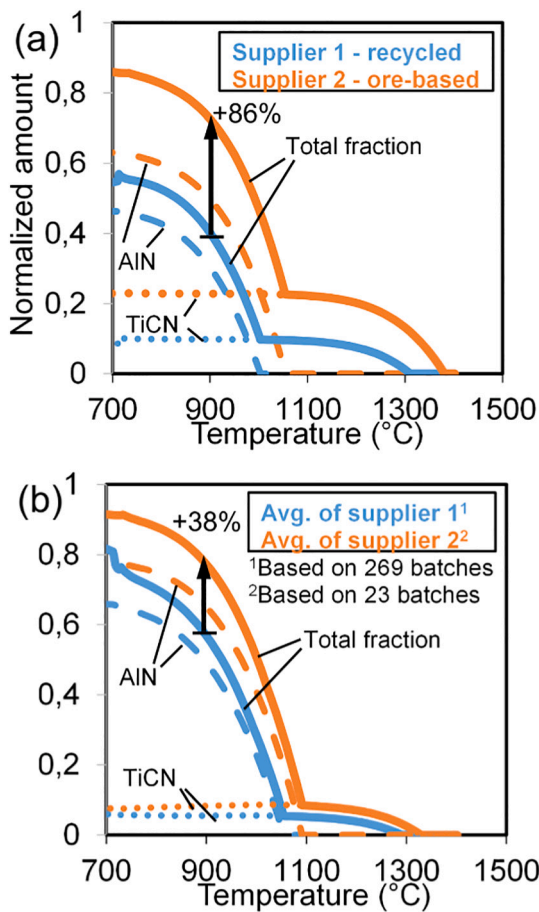 (a)
Supplier 1 - recycled
Supplier 2 - ore-based
+86%
Total fraction
AlN
TiCN
Normalized amount
1
0,8
0,6
0,4
0,2
0
700 900 1100 1300 1500
Temperature (°C)
(b)
Avg. of supplier 1¹
Avg. of supplier 2²
¹Based on 269 batches
²Based on 23 batches
+38%
Total fraction
AlN
TiCN
1
0,8
0,6
0,4
0,2
0
700 900 1100 1300 1500
Temperature (°C)